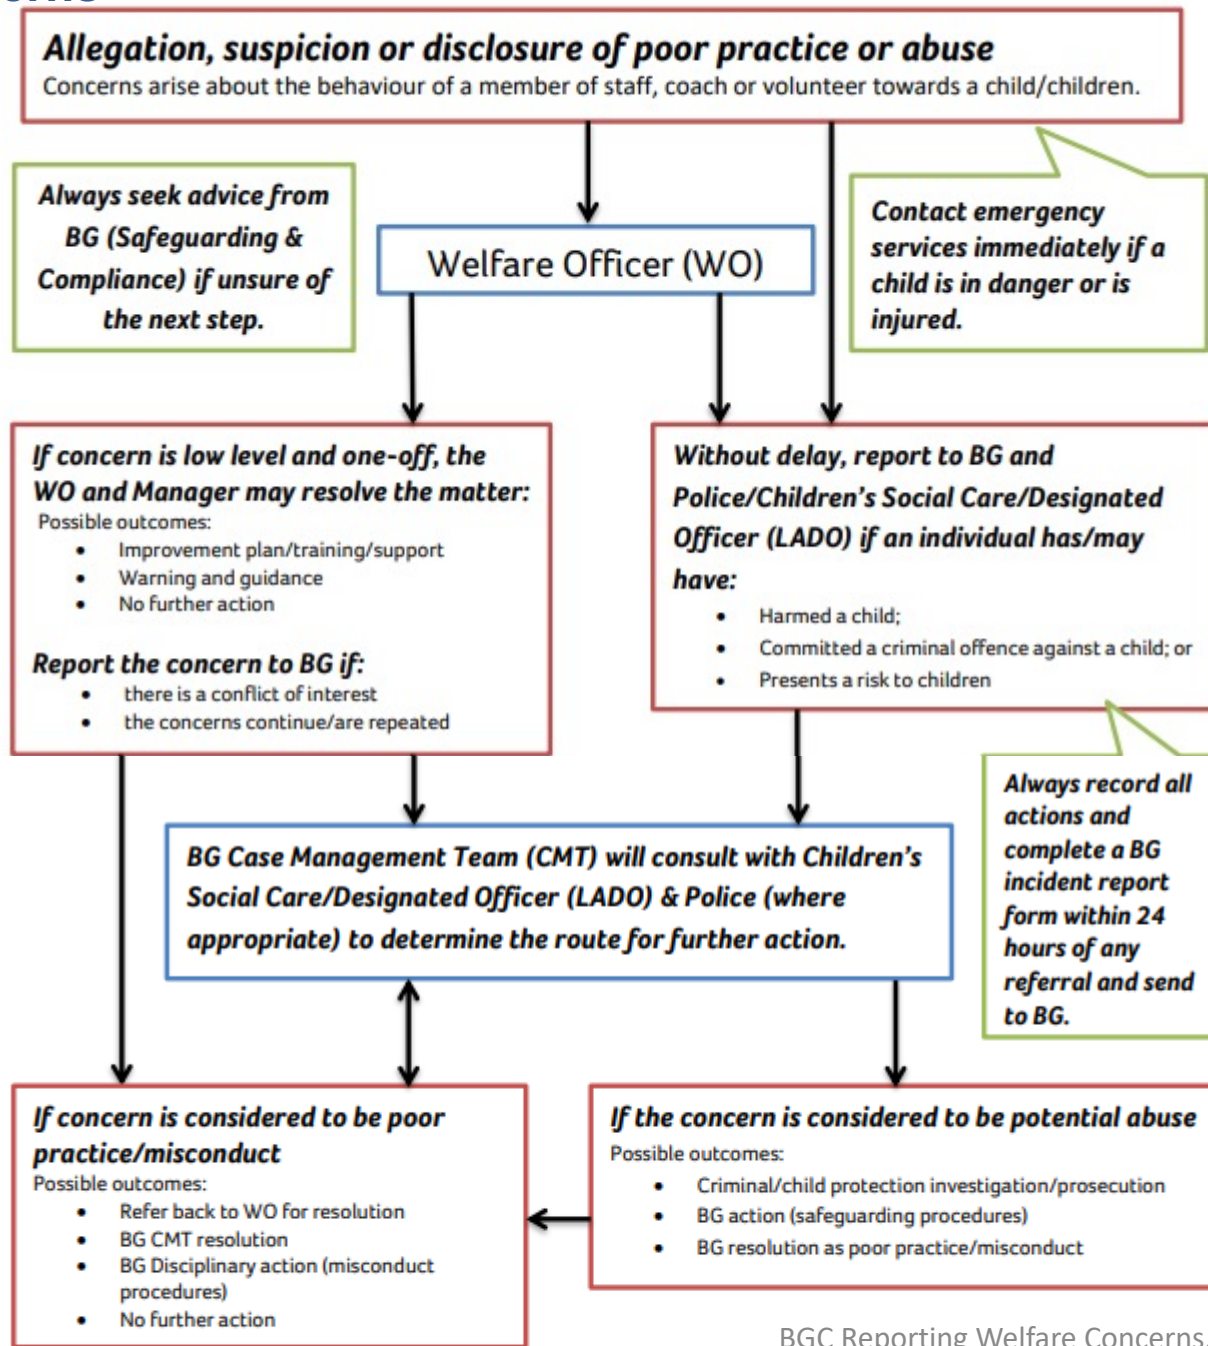 Allegation, suspicion or disclosure of poor practice or abuse
Concerns arise about the behaviour of a member of staff, coach or volunteer towards a child/children.
Always seek advice from
BG (Safeguarding &
Compliance) if unsure of
the next step.
Welfare Officer (WO)
Contact emergency
services immediately if a
child is in danger or is
injured.
If concern is low level and one-off, the
WO and Manager may resolve the matter:
Possible outcomes:
• Improvement plan/training/support
• Warning and guidance
• No further action
Report the concern to BG if:
• there is a conflict of interest
• the concerns continue/are repeated
Without delay, report to BG and
Police/Children's Social Care/Designated
Officer (LADO) if an individual has/may
have:
• Harmed a child;
• Committed a criminal offence against a child; or
• Presents a risk to children
Always record all
actions and
complete a BG
incident report
form within 24
hours of any
referral and send
to BG.
BG Case Management Team (CMT) will consult with Children's
Social Care/Designated Officer (LADO) & Police (where
appropriate) to determine the route for further action.
If concern is considered to be poor
practice/misconduct
Possible outcomes:
• Refer back to WO for resolution
• BG CMT resolution
• BG Disciplinary action (misconduct
procedures)
• No further action
If the concern is considered to be potential abuse
Possible outcomes:
• Criminal/child protection investigation/prosecution
• BG action (safeguarding procedures)
• BG resolution as poor practice/misconduct
BGC Reporting Welfare Concerns.